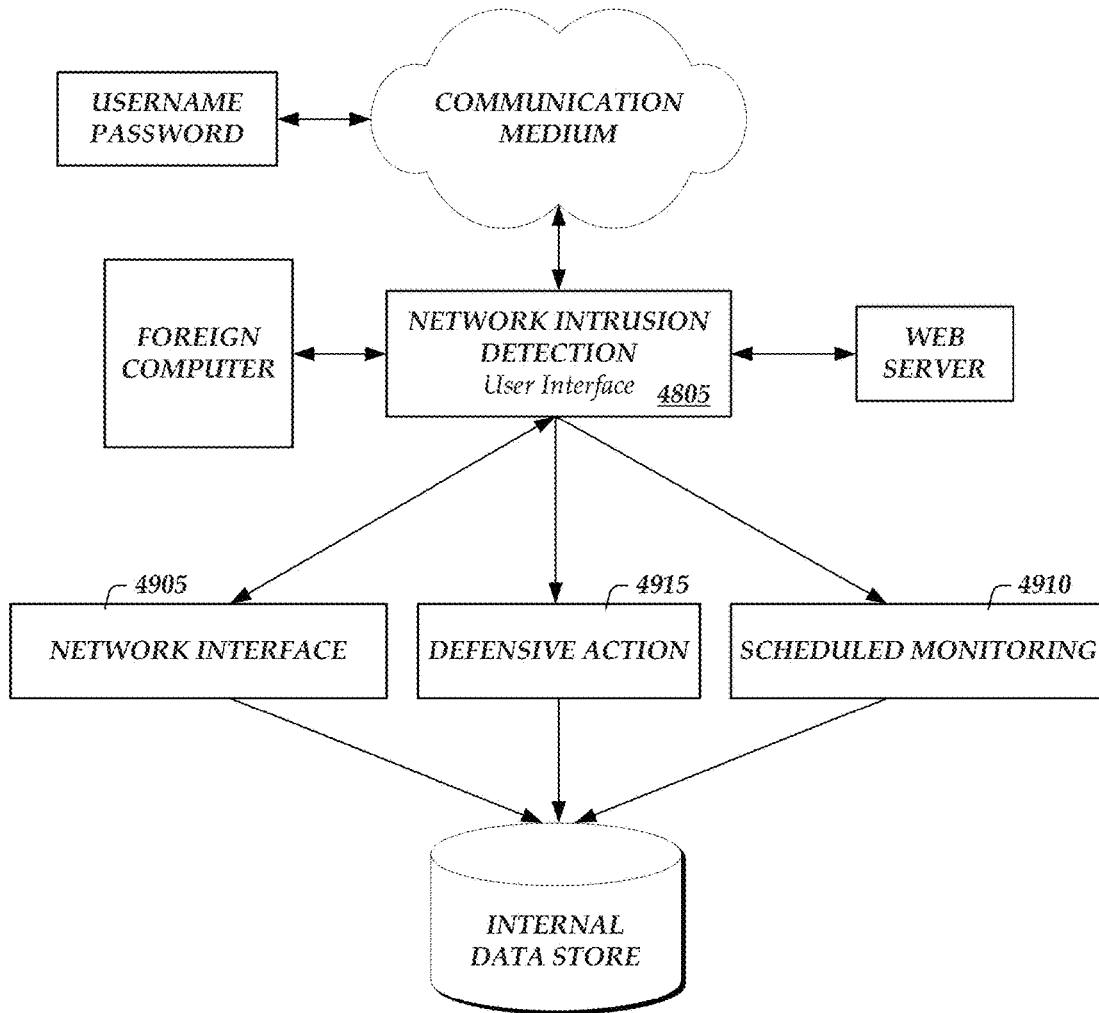 USERNAME
PASSWORD
COMMUNICATION
MEDIUM
FOREIGN
COMPUTER
NETWORK INTRUSION
DETECTION
User Interface
4805
WEB
SERVER
4905
NETWORK INTERFACE
4915
DEFENSIVE ACTION
4910
SCHEDULED MONITORING
INTERNAL
DATA STORE